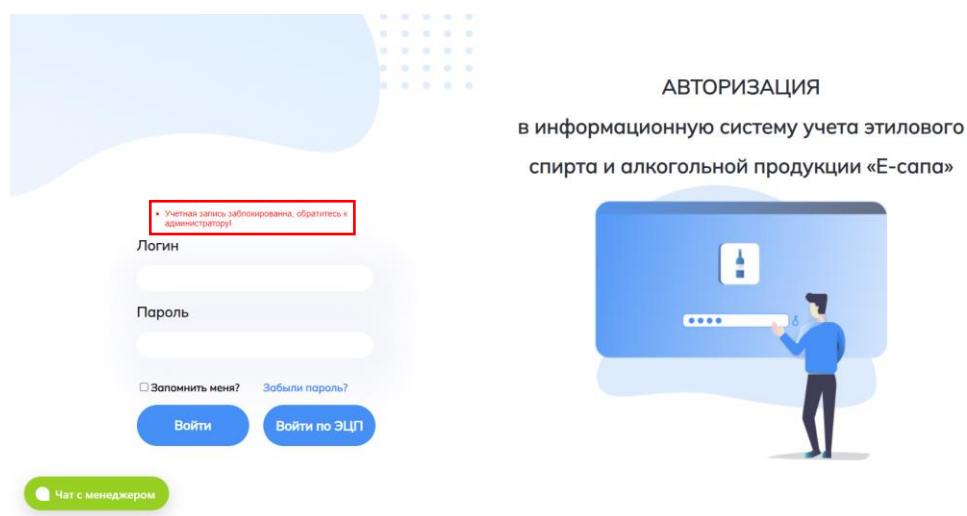 АВТОРИЗАЦИЯ
в информационную систему учета этилового
спирта и алкогольной продукции «Е-сапа»
Учетная запись заблокированна, обратитесь к
администратору!
Логин
Пароль
Запомнить меня? Забыли пароль?
Войти Войти по ЭЦП
Чат с менеджером